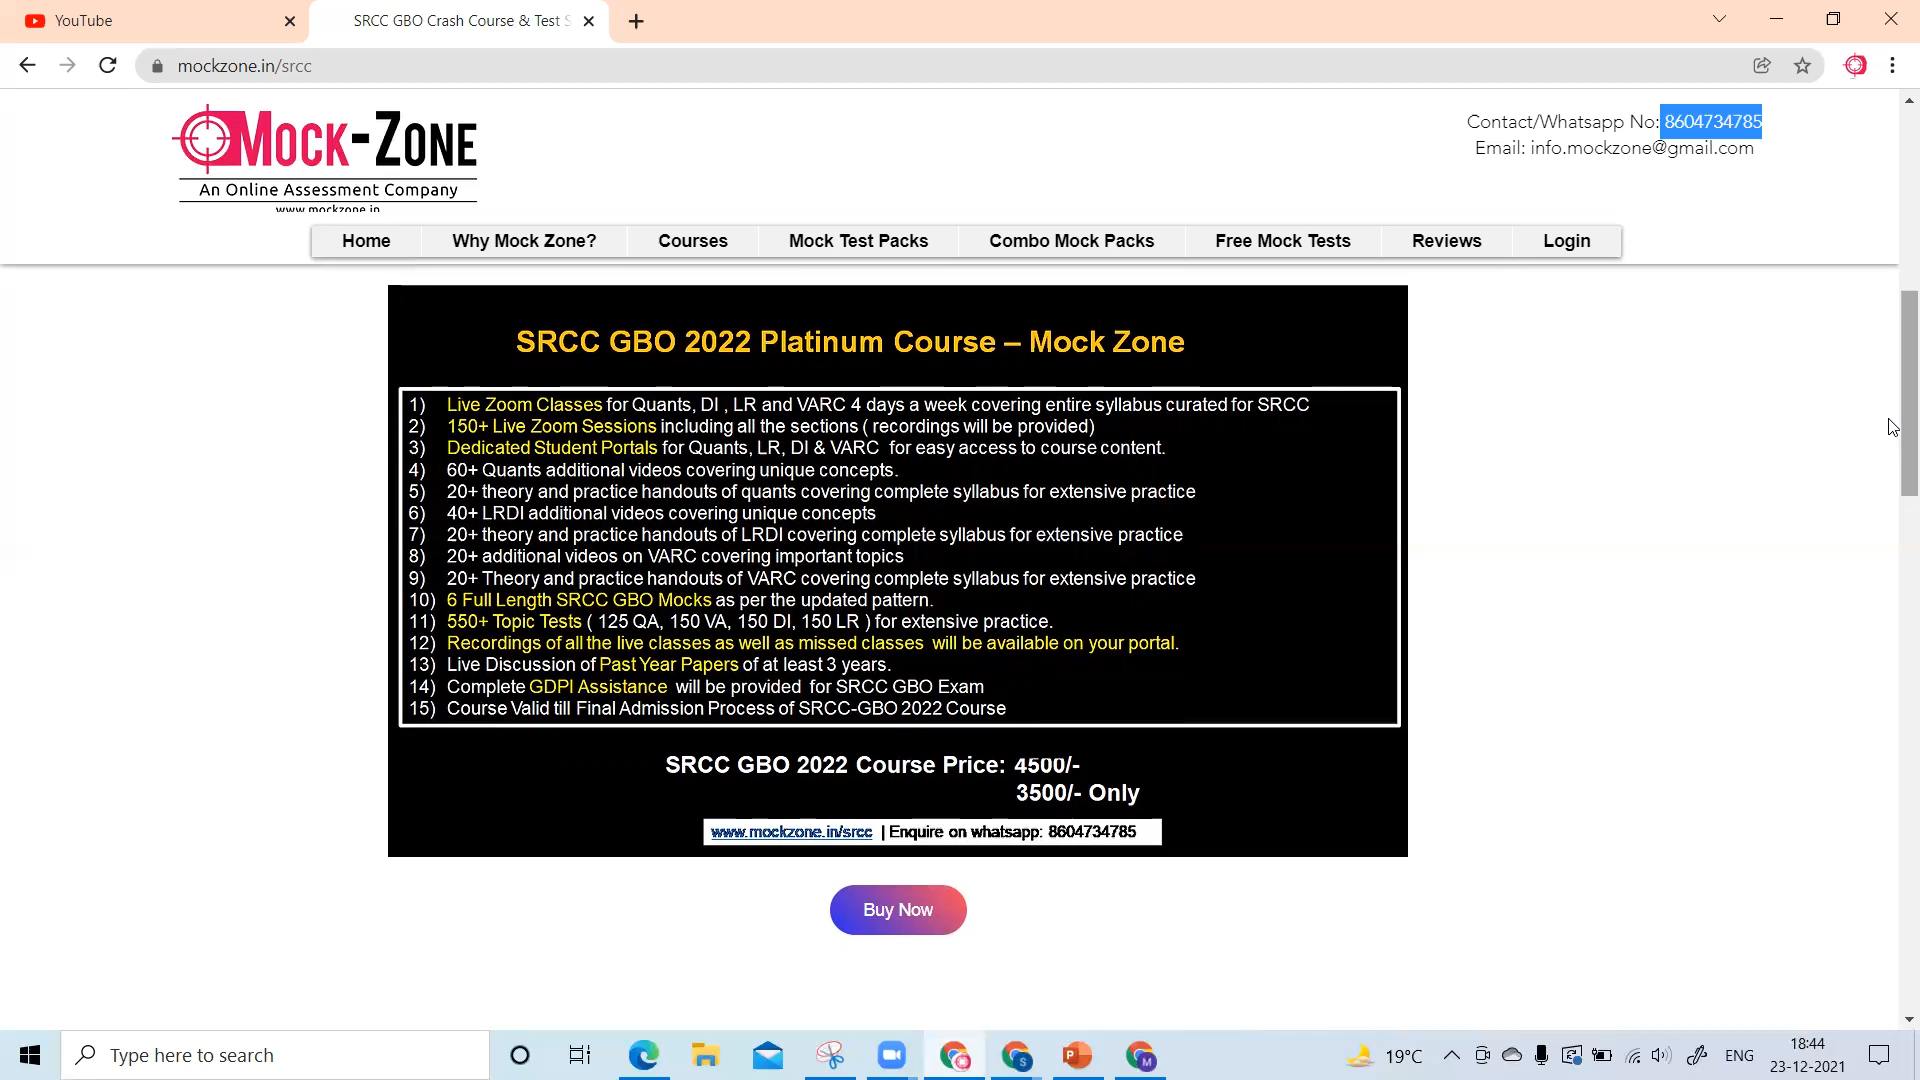 YouTube
SRCC GBO Crash Course & Test S
mockzone.in/srcc
MOCK-ZONE
An Online Assessment Company
www.mockzone.in
Contact/Whatsapp No: 8604734785
Email: info.mockzone@gmail.com
Home Why Mock Zone? Courses Mock Test Packs Combo Mock Packs Free Mock Tests Reviews Login
SRCC GBO 2022 Platinum Course – Mock Zone
1) Live Zoom Classes for Quants, DI , LR and VARC 4 days a week covering entire syllabus curated for SRCC
2) 150+ Live Zoom Sessions including all the sections ( recordings will be provided)
3) Dedicated Student Portals for Quants, LR, DI & VARC for easy access to course content.
4) 60+ Quants additional videos covering unique concepts.
5) 20+ theory and practice handouts of quants covering complete syllabus for extensive practice
6) 40+ LRDI additional videos covering unique concepts
7) 20+ theory and practice handouts of LRDI covering complete syllabus for extensive practice
8) 20+ additional videos on VARC covering important topics
9) 20+ Theory and practice handouts of VARC covering complete syllabus for extensive practice
10) 6 Full Length SRCC GBO Mocks as per the updated pattern.
11) 550+ Topic Tests ( 125 QA, 150 VA, 150 DI, 150 LR ) for extensive practice.
12) Recordings of all the live classes as well as missed classes will be available on your portal.
13) Live Discussion of Past Year Papers of at least 3 years.
14) Complete GDPI Assistance will be provided for SRCC GBO Exam
15) Course Valid till Final Admission Process of SRCC-GBO 2022 Course
SRCC GBO 2022 Course Price: 4500/-
3500/- Only
www.mockzone.in/srcc | Enquire on whatsapp: 8604734785
Buy Now
Type here to search
19°C
ENG
18:44
23-12-2021